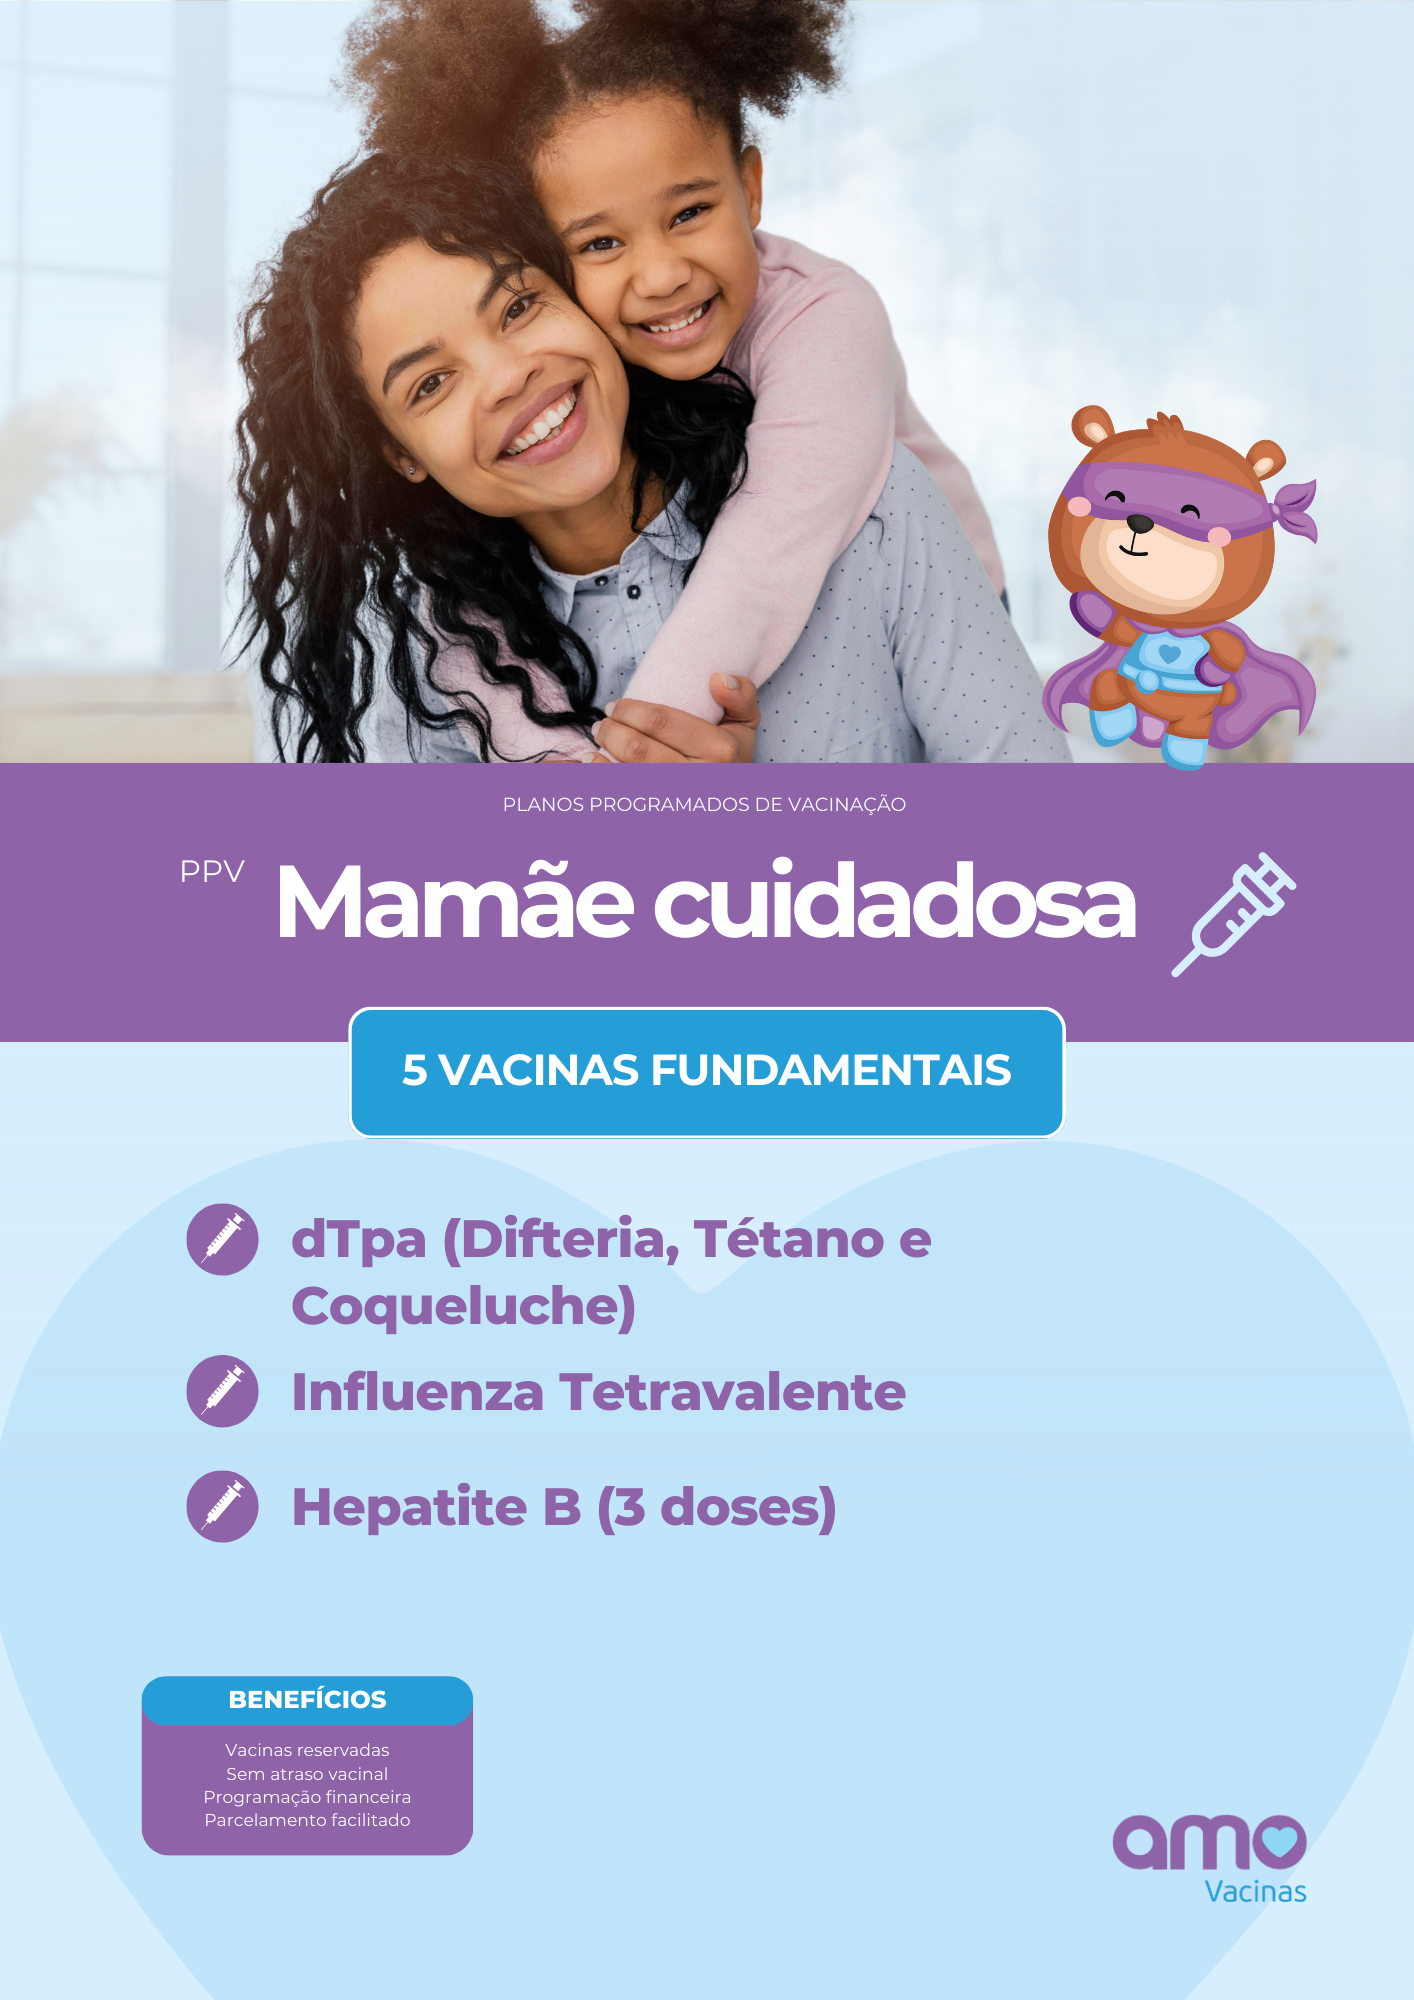 PLANOS PROGRAMADOS DE VACINAÇÃO
PPV Mamãe cuidadosa
5 VACINAS FUNDAMENTAIS
dTpa (Difteria, Tétano e
Coqueluche)
Influenza Tetravalente
Hepatite B (3 doses)
BENEFÍCIOS
Vacinas reservadas
Sem atraso vacinal
Programação financeira
Parcelamento facilitado
amo
Vacinas